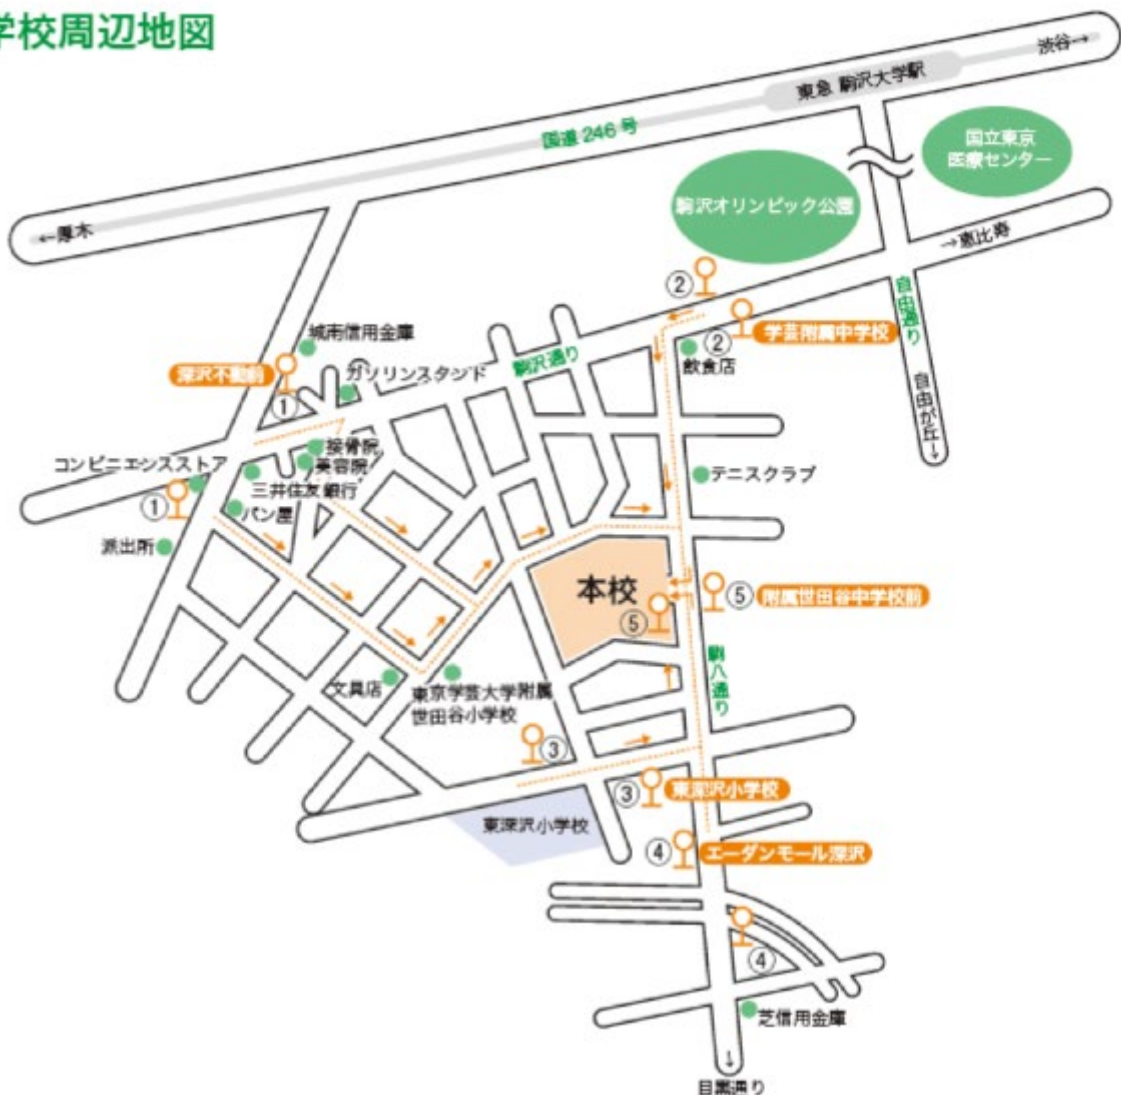 学校周辺地図
渋谷→
東急 駒沢大学駅
国道246号
国立東京
医療センター
駒沢オリンピック公園
←厚木
→恵比寿
②
自由通り
城南信用金庫
学芸附属中学校
②
飲食店
駒沢通り
深沢不動前
ガソリンスタンド
①
自由が丘→
接骨院
コンビニエンスストア
美容院
テニスクラブ
三井住友銀行
①
パン屋
派出所
本校
⑤
附属世田谷中学校前
⑤
駒八通り
文具店
東京学芸大学附属
世田谷小学校
③
③
東深沢小学校
東深沢小学校
④
エーダンモール深沢
④
芝信用金庫
→
目黒通り